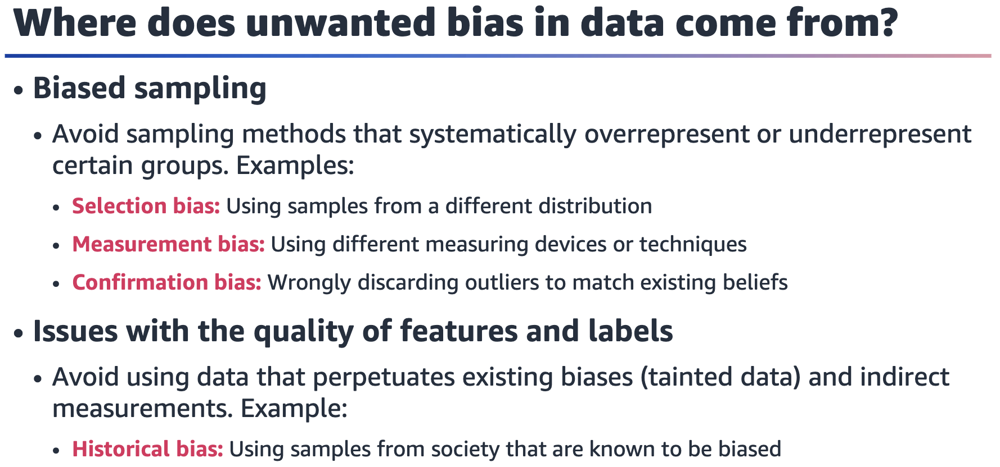 Where does unwanted bias in data come from?
• Biased sampling
• Avoid sampling methods that systematically overrepresent or underrepresent
certain groups. Examples:
• Selection bias: Using samples from a different distribution
• Measurement bias: Using different measuring devices or techniques
• Confirmation bias: Wrongly discarding outliers to match existing beliefs
• Issues with the quality of features and labels
• Avoid using data that perpetuates existing biases (tainted data) and indirect
measurements. Example:
• Historical bias: Using samples from society that are known to be biased